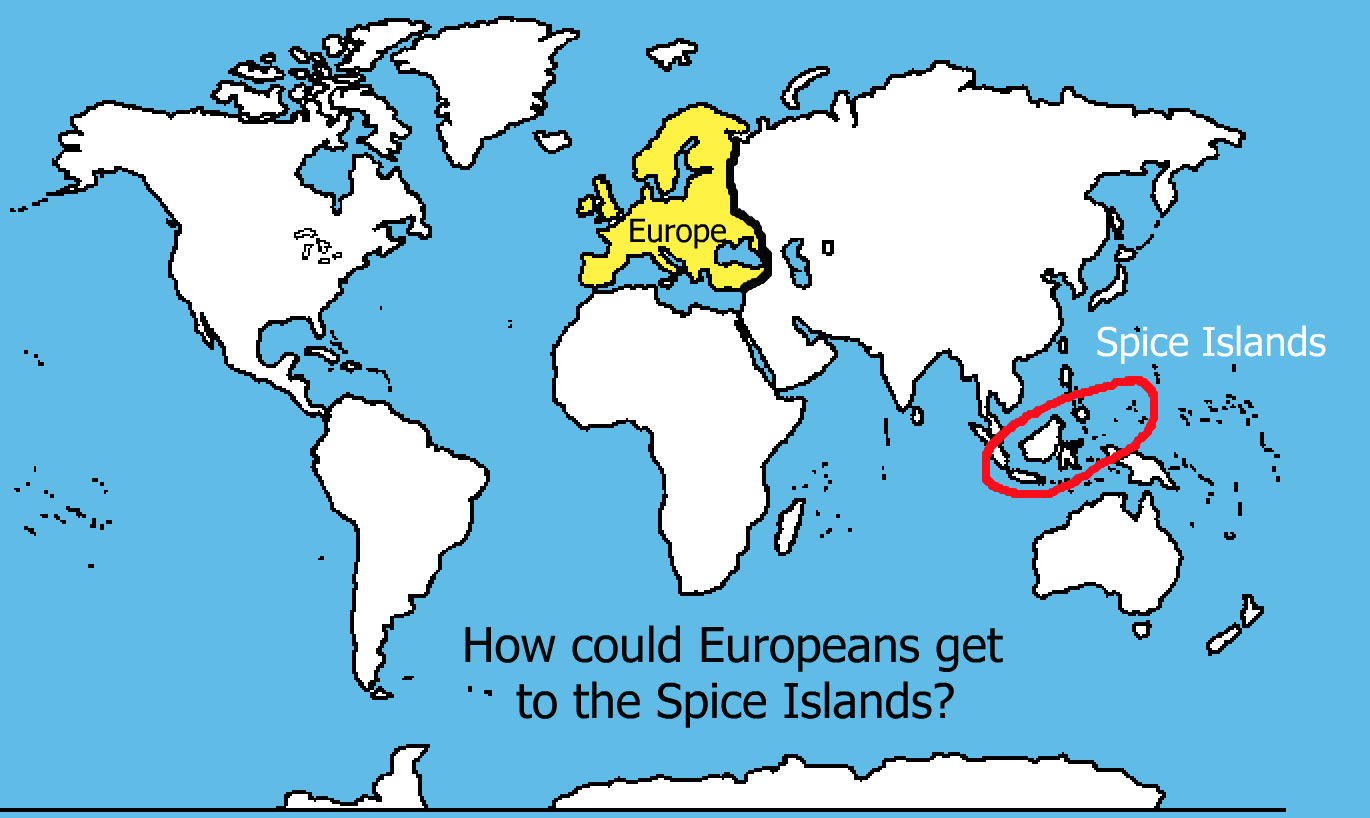 Europe
Spice Islands
How could Europeans get
to the Spice Islands?